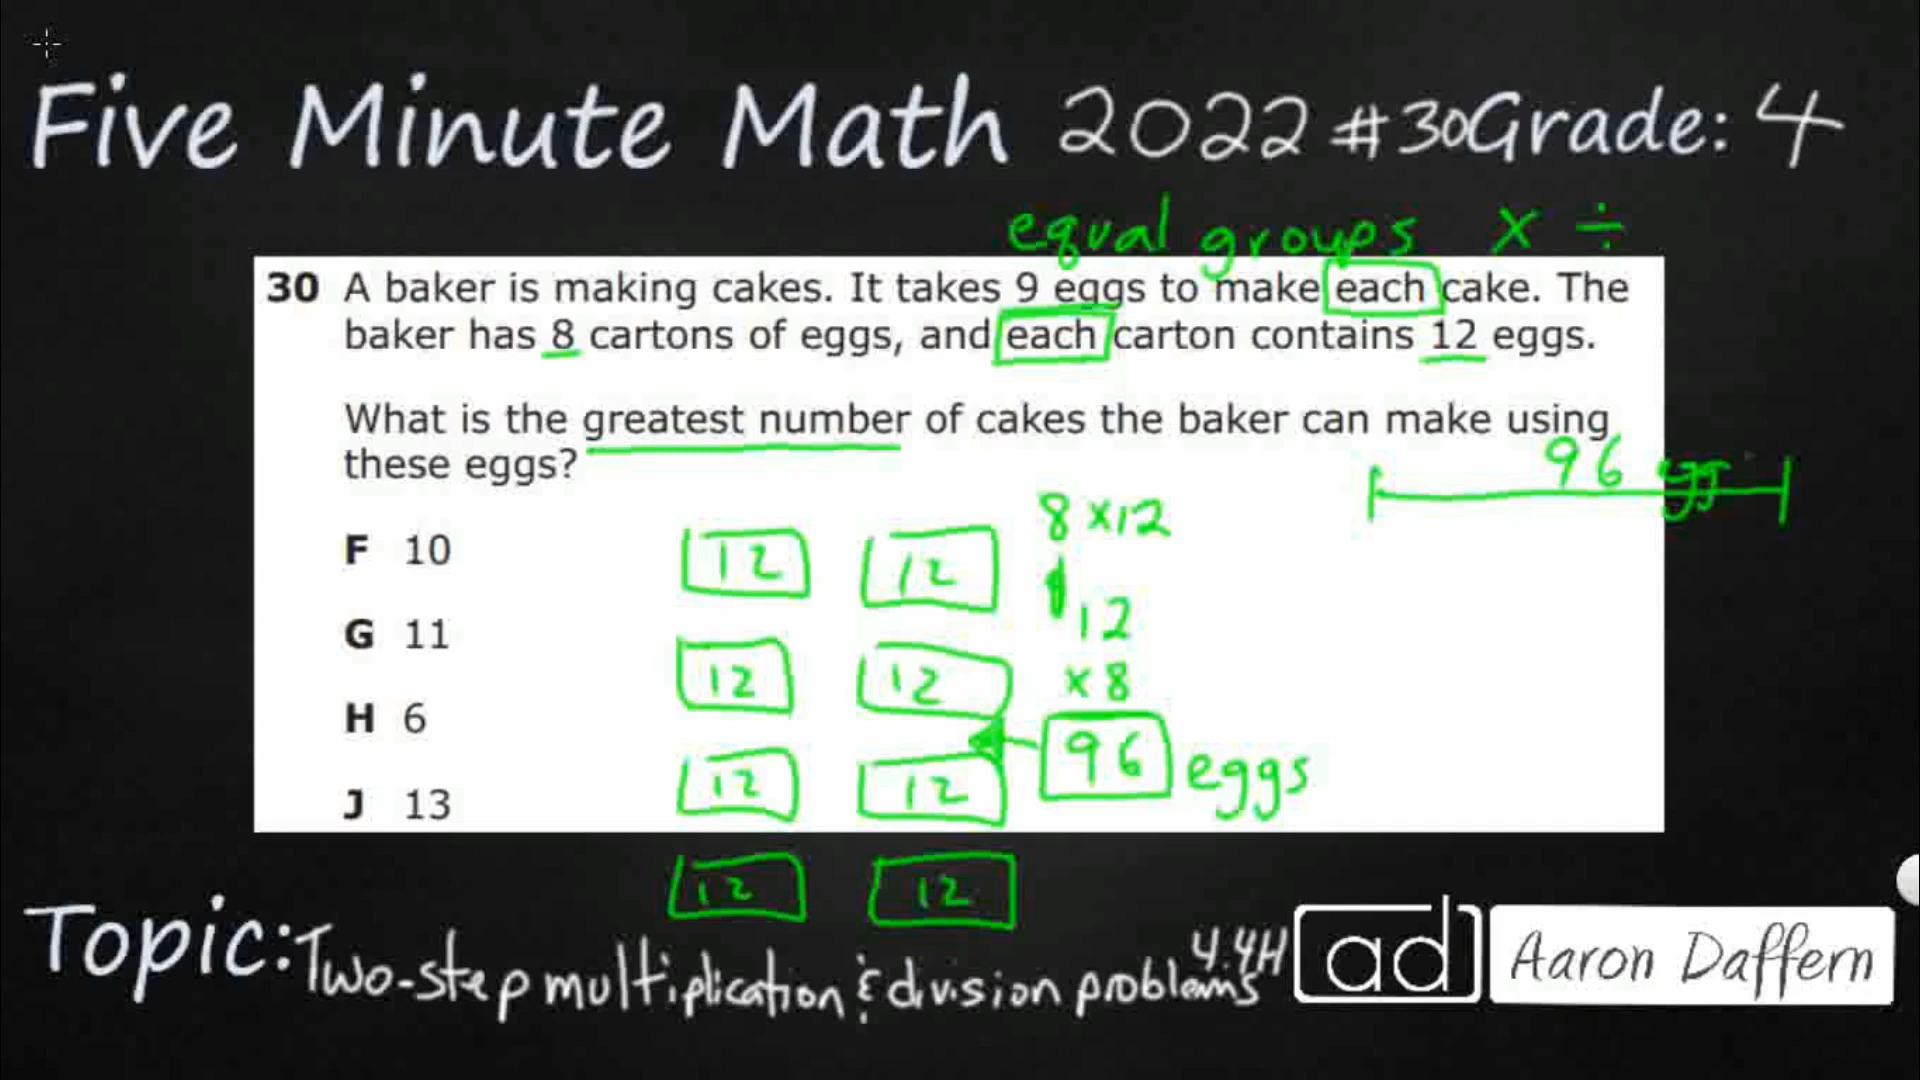 Five Minute Math 2022 #30 Grade: 4
equal groups x ÷
30 A baker is making cakes. It takes 9 eggs to make each cake. The
baker has 8 cartons of eggs, and each carton contains 12 eggs.
What is the greatest number of cakes the baker can make using
these eggs?
96 egg
8 x12
F 10
12 12
12
G 11
12 12
x 8
H 6
96 eggs
12 12
J 13
12 12
Topic: Two-step multiplication & division problems 4.4H
ad Aaron Daffern